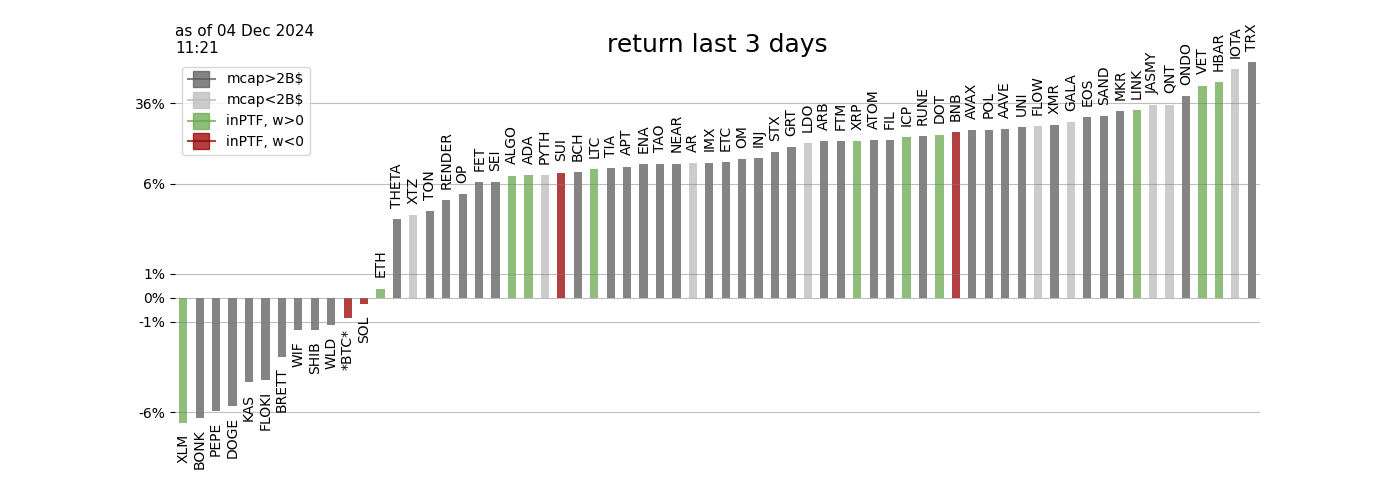 as of 04 Dec 2024
11:21
return last 3 days
mcap>2B$
mcap<2B$
inPTF, w>0
inPTF, w<0
36%
6%
1%
0%
-1%
-6%
XLM
BONK
PEPE
DOGE
KAS
FLOKI
BRETT
WIF
SHIB
WLD
*BTC*
SOL
ETH
THETA
XTZ
TON
RENDER
OP
FET
SEI
ALGO
ADA
PYTH
SUI
BCH
LTC
TIA
APT
ENA
TAO
NEAR
AR
IMX
ETC
OM
INJ
STX
GRT
LDO
ARB
FTM
XRP
ATOM
FIL
ICP
RUNE
DOT
BNB
AVAX
POL
AAVE
UNI
FLOW
XMR
GALA
EOS
SAND
MKR
LINK
JASMY
QNT
ONDO
VET
HBAR
IOTA
TRX